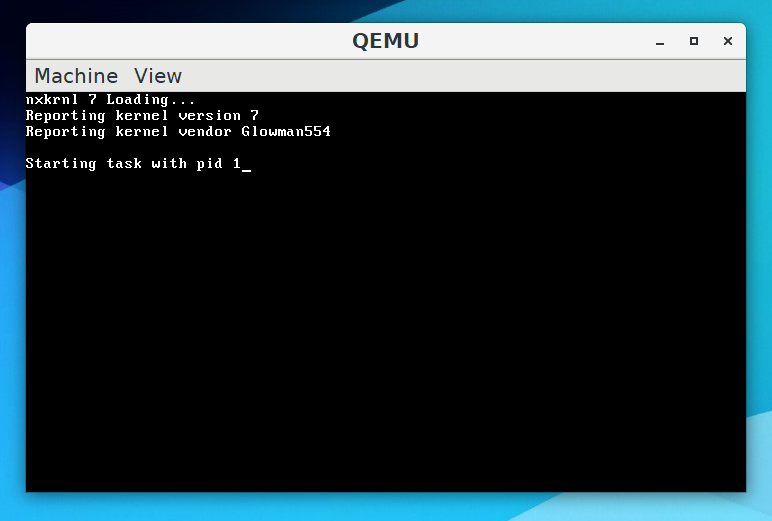 QEMU
Machine View
nxkrnl 7 Loading...
Reporting kernel version 7
Reporting kernel vendor Glowman554
Starting task with pid 1_